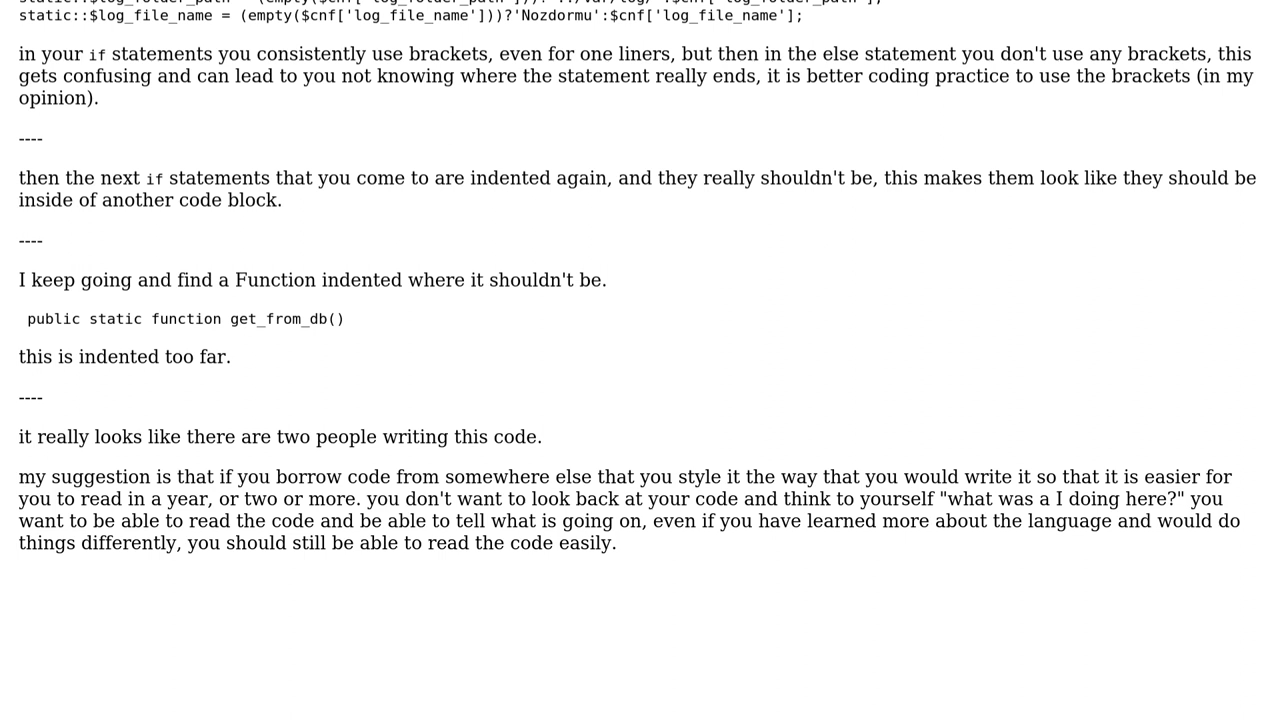 static::$log_file_name = (empty($cnf['log_file_name']))?'Nozdormu':$cnf['log_file_name'];
in your if statements you consistently use brackets, even for one liners, but then in the else statement you don't use any brackets, this
gets confusing and can lead to you not knowing where the statement really ends, it is better coding practice to use the brackets (in my
opinion).
----
then the next if statements that you come to are indented again, and they really shouldn't be, this makes them look like they should be
inside of another code block.
----
I keep going and find a Function indented where it shouldn't be.
public static function get_from_db()
this is indented too far.
----
it really looks like there are two people writing this code.
my suggestion is that if you borrow code from somewhere else that you style it the way that you would write it so that it is easier for
you to read in a year, or two or more. you don't want to look back at your code and think to yourself "what was a I doing here?" you
want to be able to read the code and be able to tell what is going on, even if you have learned more about the language and would do
things differently, you should still be able to read the code easily.